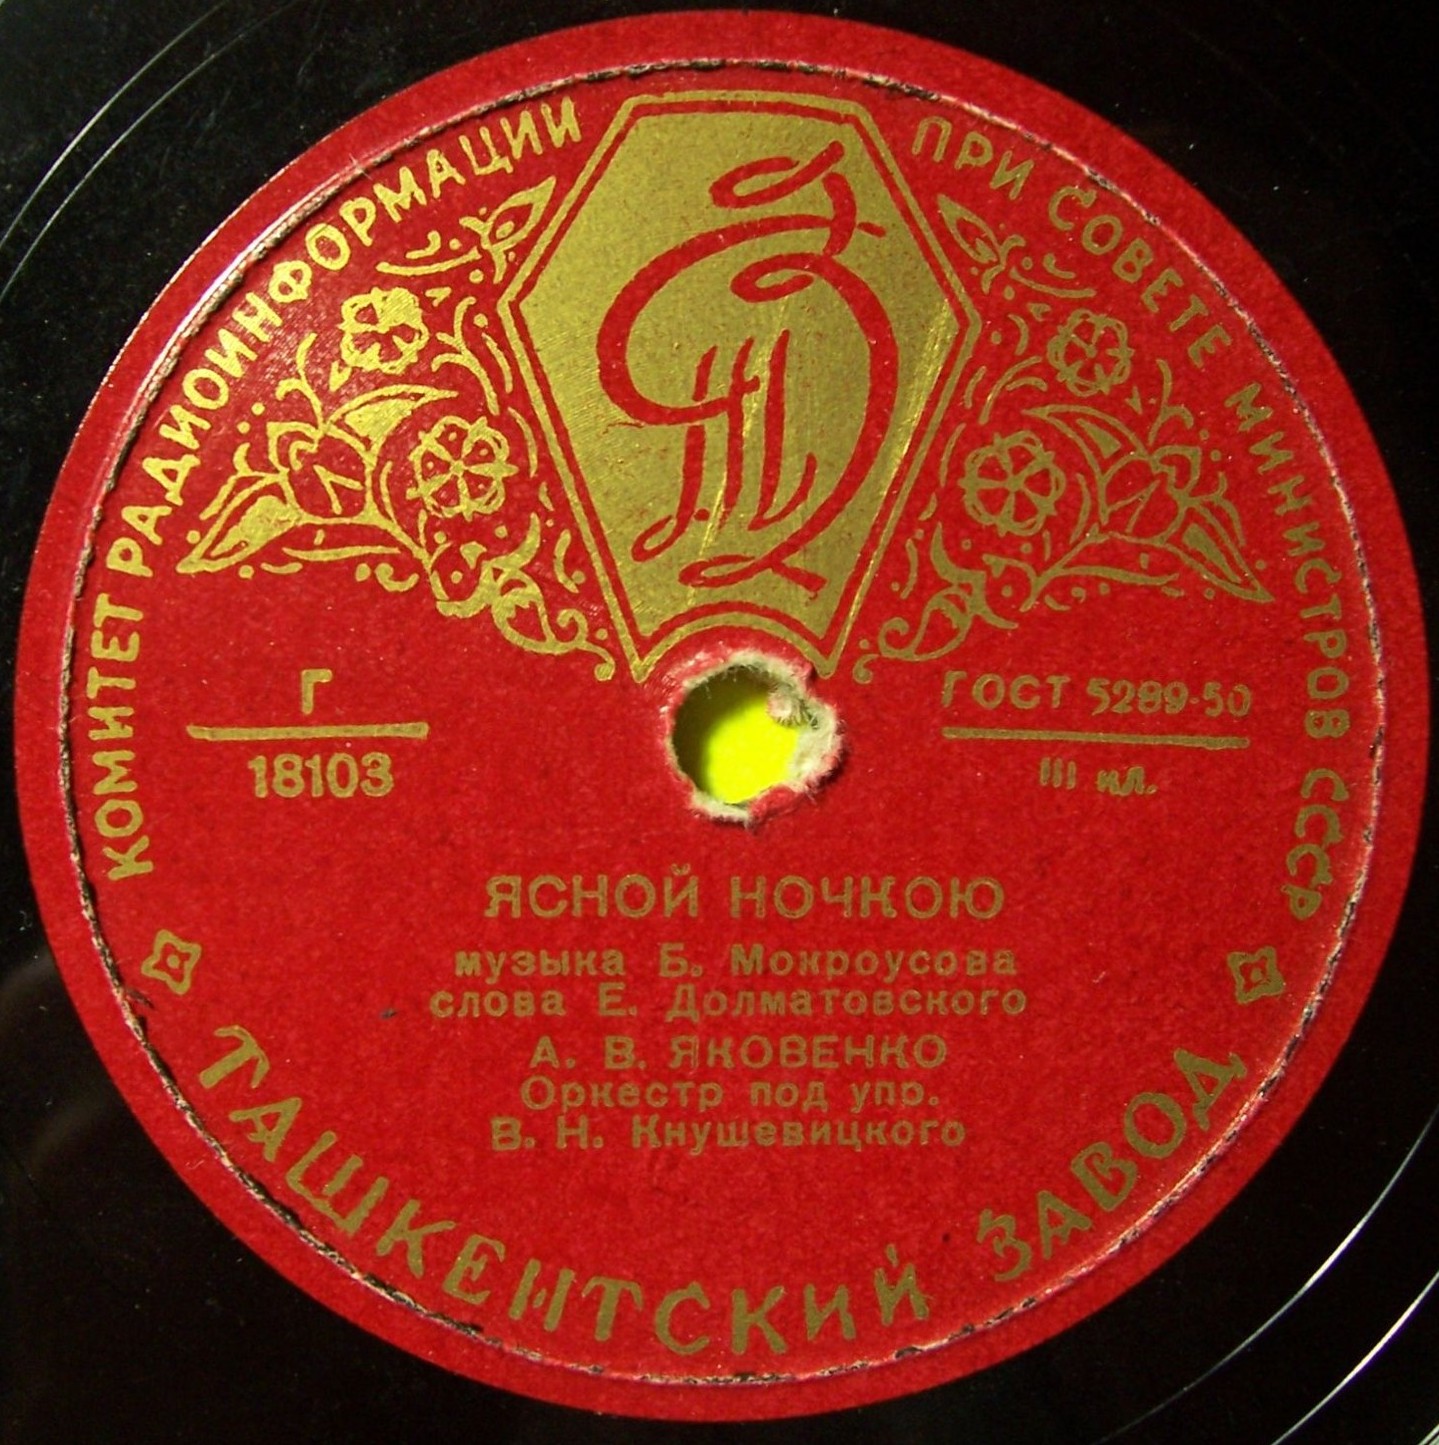 КОМИТЕТ РАДИОИНФОРМАЦИИ ПРИ СОВЕТЕ МИНИСТРОВ СССР
Г
18103
ГОСТ 5289-50
III кл.
ЯСНОЙ НОЧКОЮ
музыка Б. Мокроусова
слова Е. Долматовского
А. В. ЯКОВЕНКО
Оркестр под упр.
В. Н. Кнушевицкого
ТАШКЕНТСКИЙ ЗАВОД